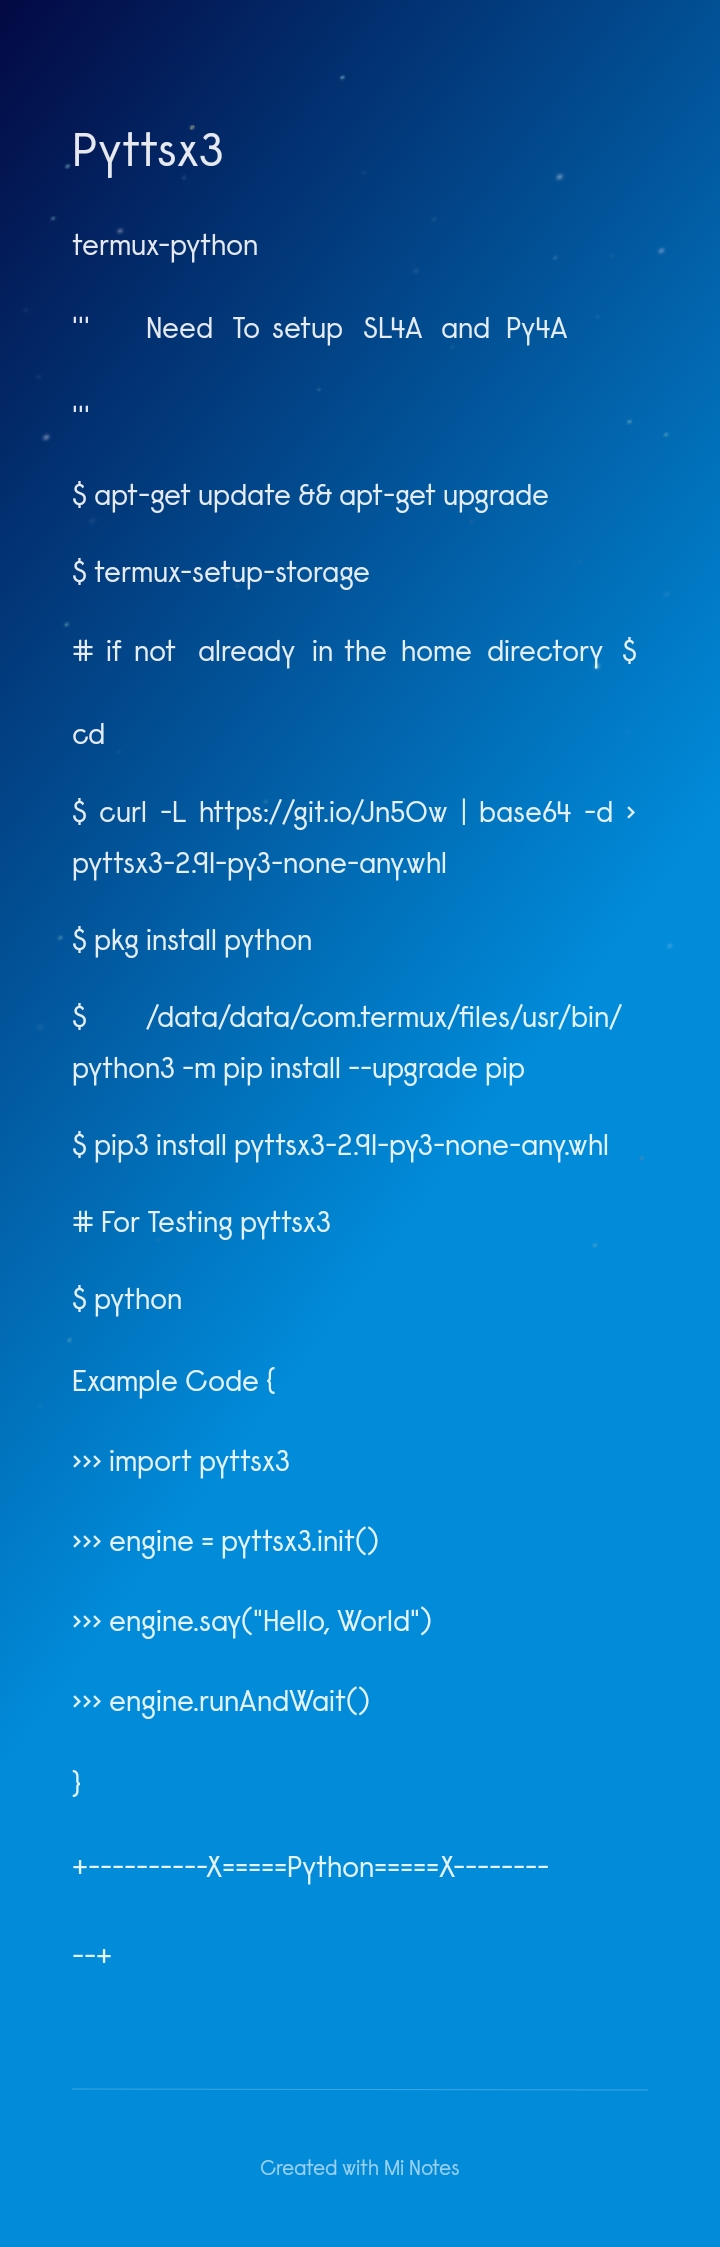 Pyttsx3
termux-python
''' Need To setup SL4A and Py4A
'''
$ apt-get update && apt-get upgrade
$ termux-setup-storage
# if not already in the home directory $
cd
$ curl -L https://git.io/Jn50w | base64 -d >
pyttsx3-2.91-py3-none-any.whl
$ pkg install python
$ /data/data/com.termux/files/usr/bin/
python3 -m pip install --upgrade pip
$ pip3 install pyttsx3-2.91-py3-none-any.whl
# For Testing pyttsx3
$ python
Example Code {
>>> import pyttsx3
>>> engine = pyttsx3.init()
>>> engine.say("Hello, World")
>>> engine.runAndWait()
}
+----------X=====Python=====X--------
--+
Created with Mi Notes